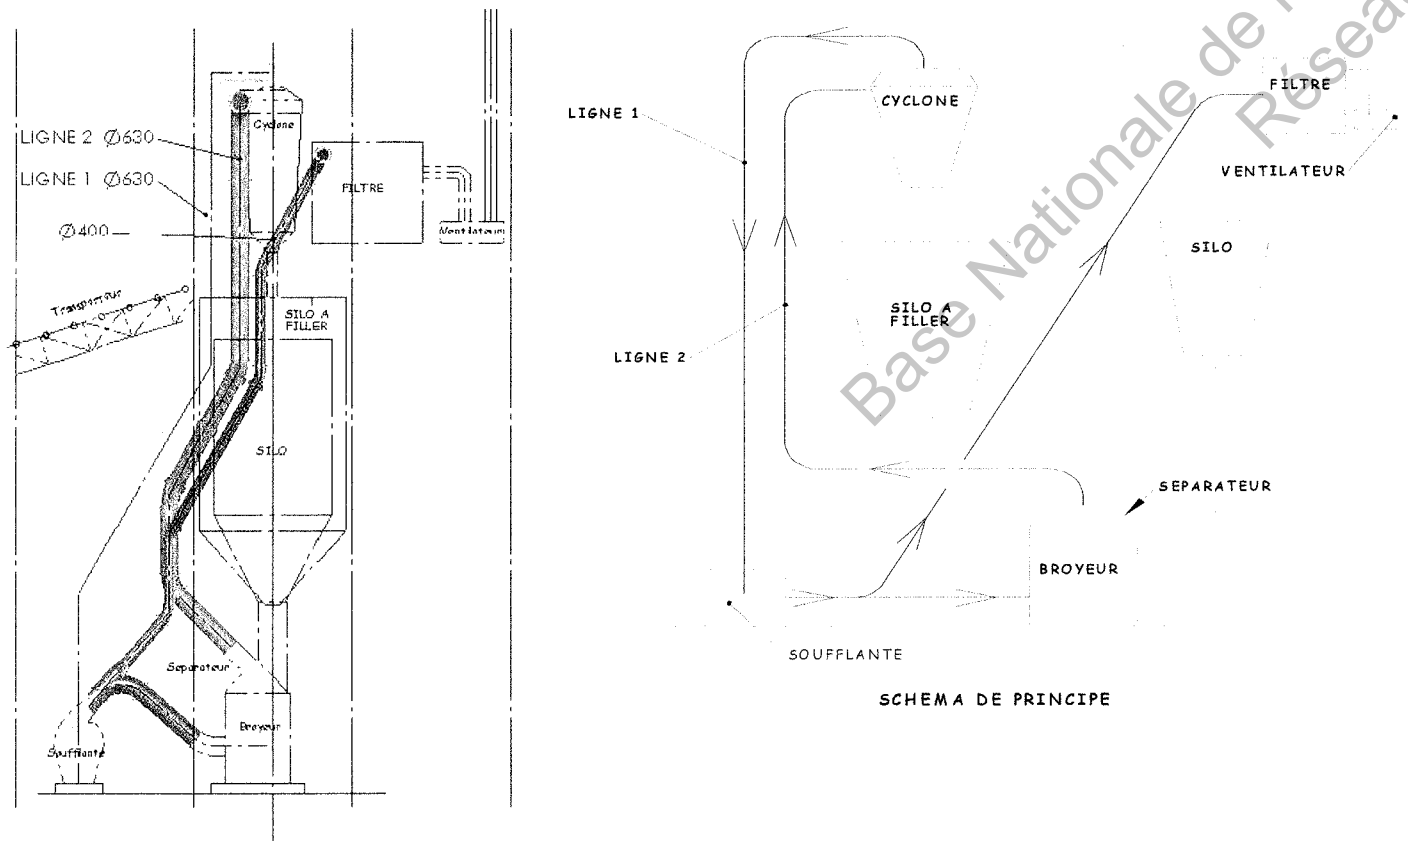 LIGNE 2 Ø630
LIGNE 1 Ø630
Ø400
Cyclone
FILTRE
Ventilateur
Transporteur
SILO A
FILLER
SILO
Separateur
Broyeur
Soufflante
LIGNE 1
CYCLONE
FILTRE
VENTILATEUR
SILO
SILO A
FILLER
LIGNE 2
SEPARATEUR
BROYEUR
SOUFFLANTE
SCHEMA DE PRINCIPE
Base Nationale de
Réseau